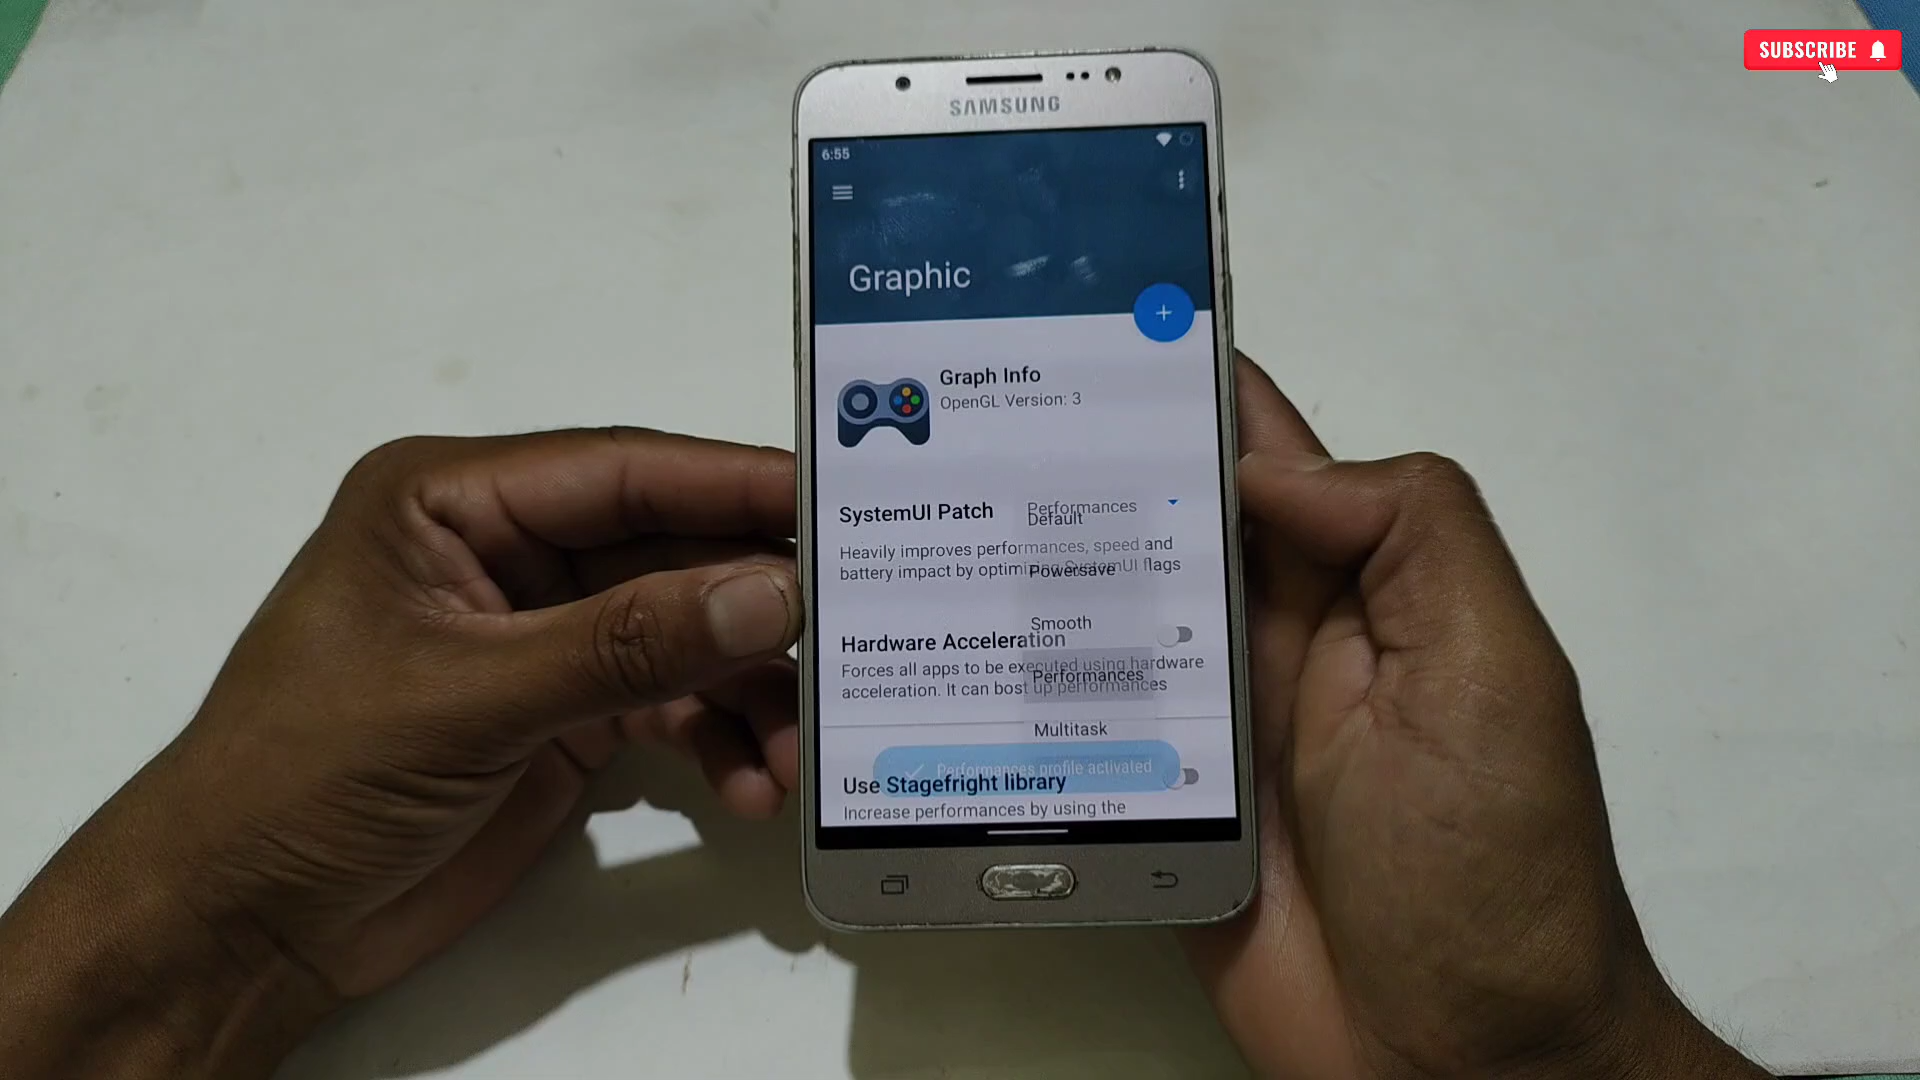 SUBSCRIBE
SAMSUNG
6:55
Graphic
+
Graph Info
OpenGL Version: 3
SystemUI Patch
Performances
Default
Heavily improves performances, speed and
battery impact by optimizing SystemUI flags
Powersave
Smooth
Hardware Acceleration
Forces all apps to be executed using hardware
acceleration. It can bost up performances
Performances
Multitask
Performances profile activated
Use Stagefright library
Increase performances by using the